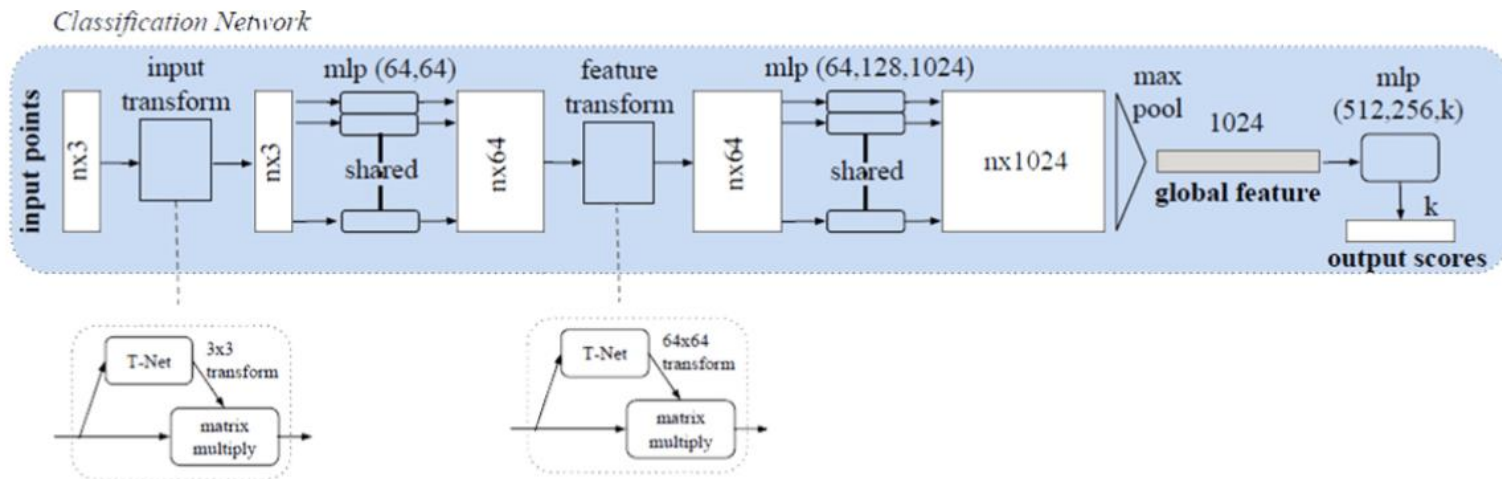 Classification Network
input points
nx3
input
transform
nx3
mlp (64,64)
shared
nx64
feature
transform
nx64
mlp (64,128,1024)
shared
nx1024
max
pool
1024
global feature
mlp
(512,256,k)
k
output scores
T-Net
3x3
transform
matrix
multiply
T-Net
64x64
transform
matrix
multiply